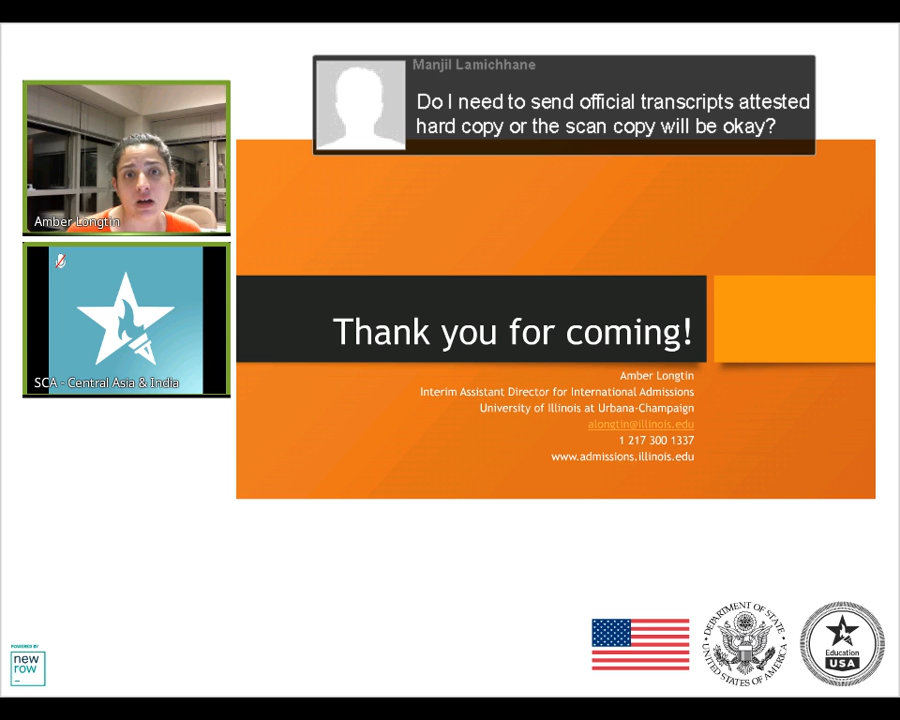 Manjil Lamichhane
Do I need to send official transcripts attested
hard copy or the scan copy will be okay?
Amber Longtin
SCA - Central Asia & India
Thank you for coming!
Amber Longtin
Interim Assistant Director for International Admissions
University of Illinois at Urbana-Champaign
alongtin@illinois.edu
1 217 300 1337
www.admissions.illinois.edu
POWERED BY
new
row
DEPARTMENT OF STATE
UNITED STATES OF AMERICA
Education
USA